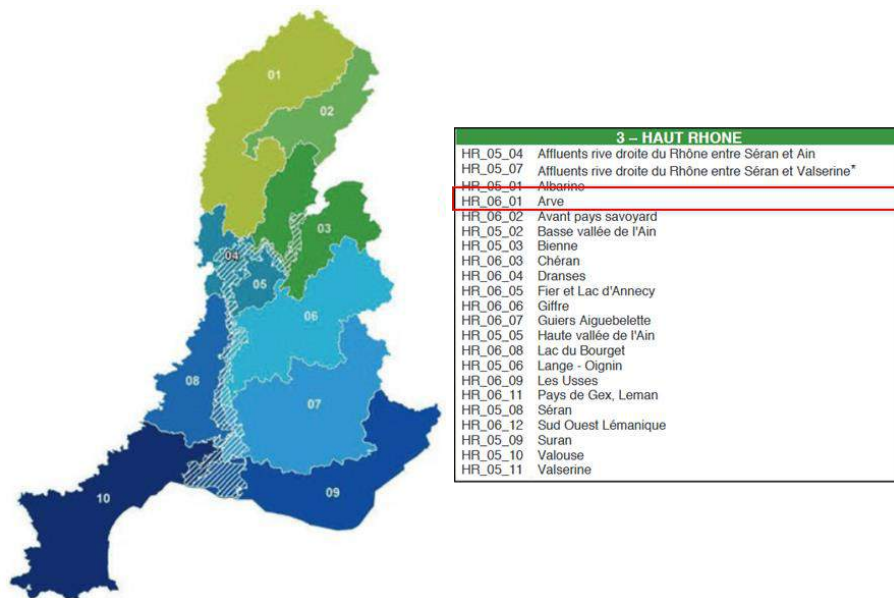 01
02
03
04
05
06
08
07
10
09
3 – HAUT RHONE
HR_05_04 Affluents rive droite du Rhône entre Séran et Ain
HR_05_07 Affluents rive droite du Rhône entre Séran et Valserine*
HR_05_01 Albarine
HR_06_01 Arve
HR_06_02 Avant pays savoyard
HR_05_02 Basse vallée de l'Ain
HR_05_03 Bienne
HR_06_03 Chéran
HR_06_04 Dranses
HR_06_05 Fier et Lac d'Annecy
HR_06_06 Giffre
HR_06_07 Guiers Aiguebelette
HR_05_05 Haute vallée de l'Ain
HR_06_08 Lac du Bourget
HR_05_06 Lange - Oignin
HR_06_09 Les Usses
HR_06_11 Pays de Gex, Leman
HR_05_08 Séran
HR_06_12 Sud Ouest Lémanique
HR_05_09 Suran
HR_05_10 Valouse
HR_05_11 Valserine